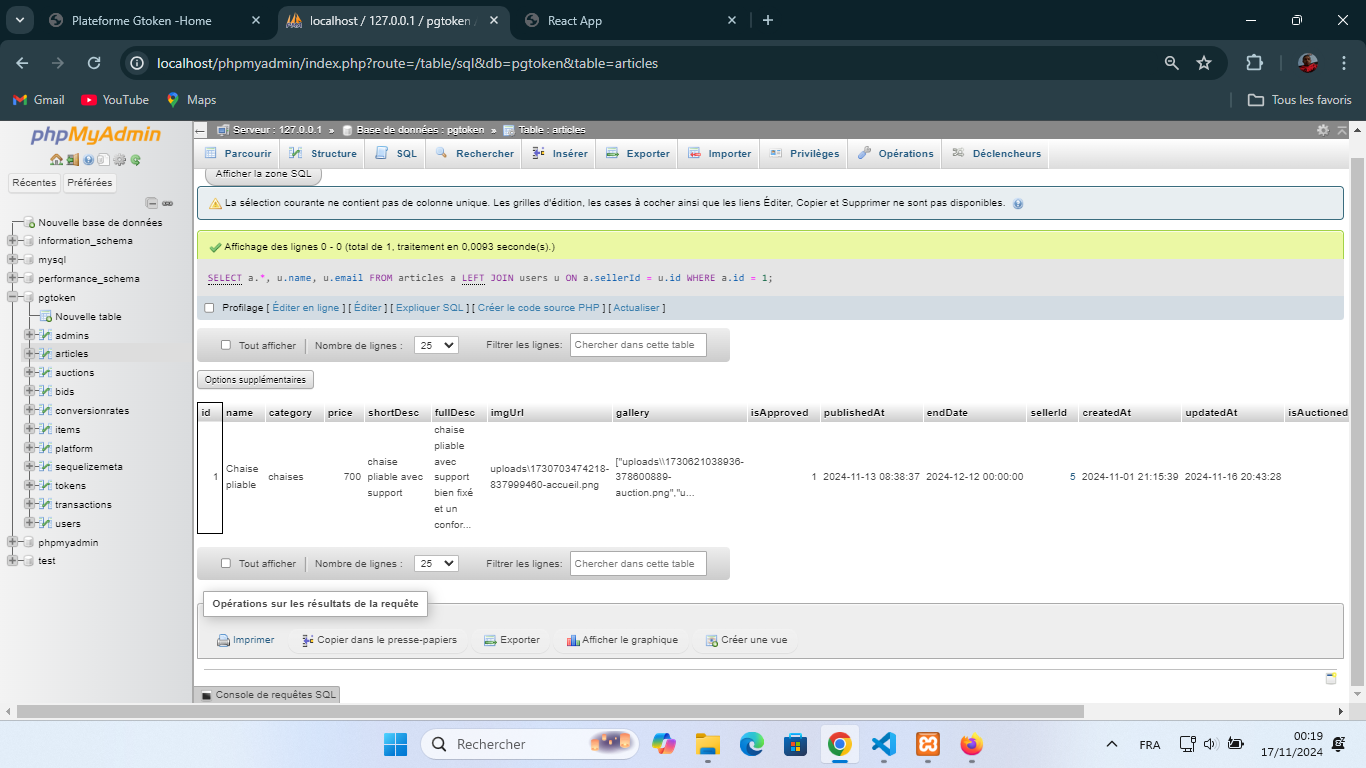 Plateforme Gtoken -Home
localhost / 127.0.0.1 / pgtoken /
React App
localhost/phpmyadmin/index.php?route=/table/sql&db=pgtoken&table=articles
Gmail
YouTube
Maps
Tous les favoris
phpMyAdmin
Récentes
Préférées
Nouvelle base de données
information_schema
mysql
performance_schema
pgtoken
Nouvelle table
admins
articles
auctions
bids
conversionrates
items
platform
sequelizemeta
tokens
transactions
users
phpmyadmin
test
Serveur : 127.0.0.1 » Base de données : pgtoken » Table : articles
Parcourir Structure SQL Rechercher Insérer Exporter Importer Privilèges Opérations Déclencheurs
Afficher la zone SQL
La sélection courante ne contient pas de colonne unique. Les grilles d'édition, les cases à cocher ainsi que les liens Éditer, Copier et Supprimer ne sont pas disponibles.
Affichage des lignes 0 - 0 (total de 1, traitement en 0,0093 seconde(s).)
SELECT a.*, u.name, u.email FROM articles a LEFT JOIN users u ON a.sellerId = u.id WHERE a.id = 1;
Profilage [ Éditer en ligne ] [ Éditer ] [ Expliquer SQL ] [ Créer le code source PHP ] [ Actualiser ]
Tout afficher Nombre de lignes : 25 Filtrer les lignes: Chercher dans cette table
Options supplémentaires
id name category price shortDesc fullDesc imgUrl gallery isApproved publishedAt endDate sellerId createdAt updatedAt isAuctioned
1
Chaise
pliable
chaises
700
chaise
pliable avec
support
chaise
pliable
avec
support
bien fixé
et un
confor...
uploads\1730703474218-
837999460-accueil.png
["uploads\\1730621038936-
378600889-
auction.png","u...
1
2024-11-13 08:38:37
2024-12-12 00:00:00
5
2024-11-01 21:15:39
2024-11-16 20:43:28
Tout afficher Nombre de lignes : 25 Filtrer les lignes: Chercher dans cette table
Opérations sur les résultats de la requête
Imprimer Copier dans le presse-papiers Exporter Afficher le graphique Créer une vue
Console de requêtes SQL
Rechercher
FRA
00:19
17/11/2024